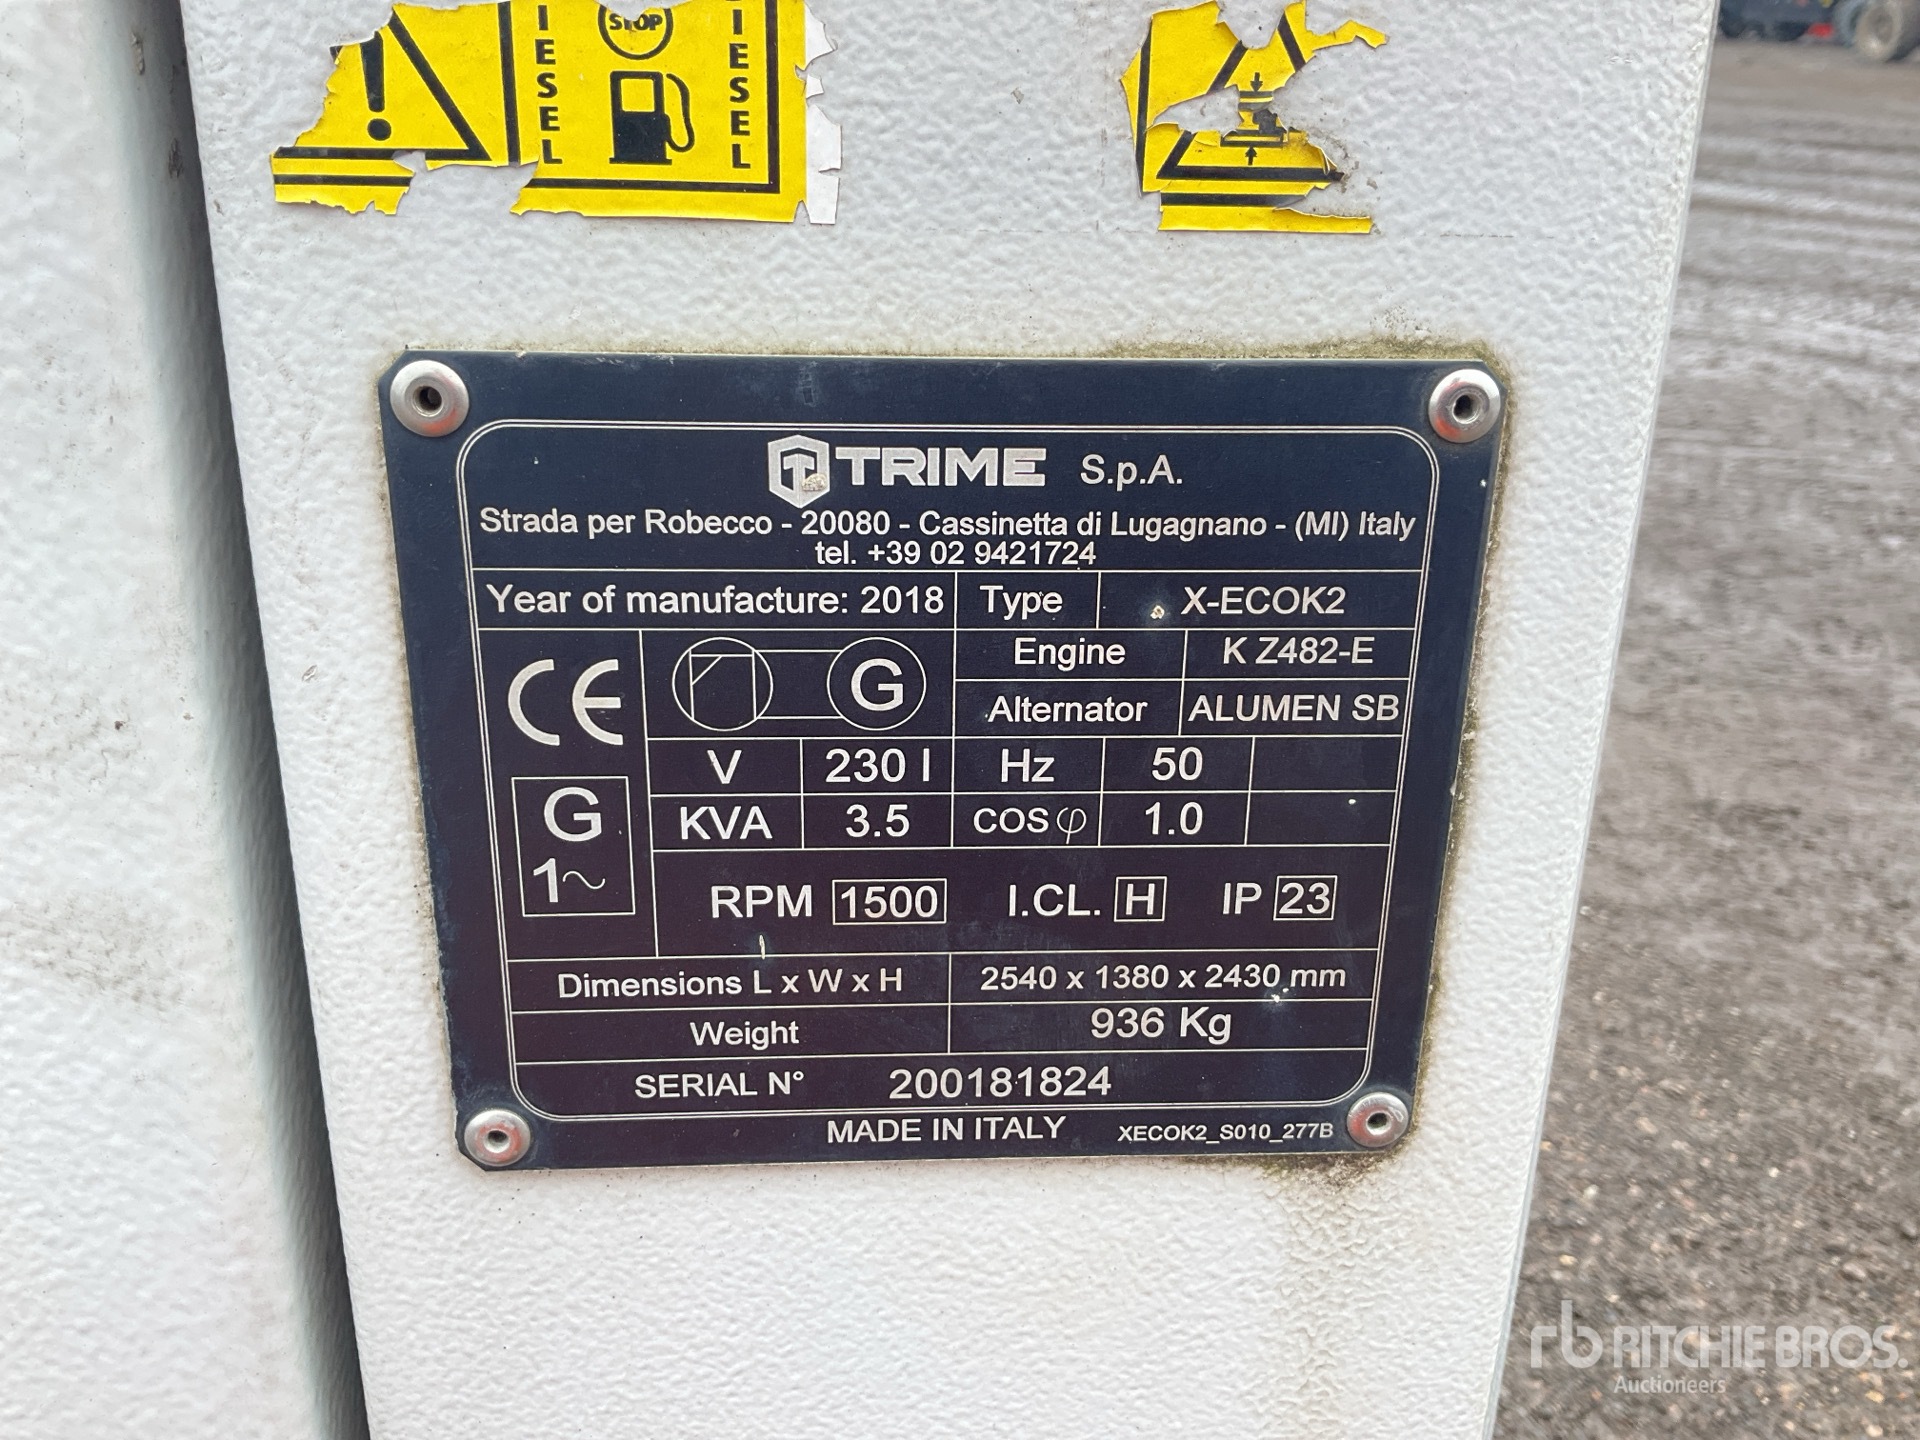 DIESEL
STOP
DIESEL
TRIME S.p.A.
Strada per Robecco - 20080 - Cassinetta di Lugagnano - (MI) Italy
tel. +39 02 9421724
Year of manufacture: 2018 Type X-ECOK2
Engine K Z482-E
G
Alternator ALUMEN SB
CE
V 230 I Hz 50
KVA 3.5 cos φ 1.0
G
1~
RPM 1500 I.CL. H IP 23
Dimensions L x W x H 2540 x 1380 x 2430 mm
Weight 936 Kg
SERIAL N° 200181824
MADE IN ITALY XECOK2_S010_277B
rb RITCHIE BROS.
Auctioneers